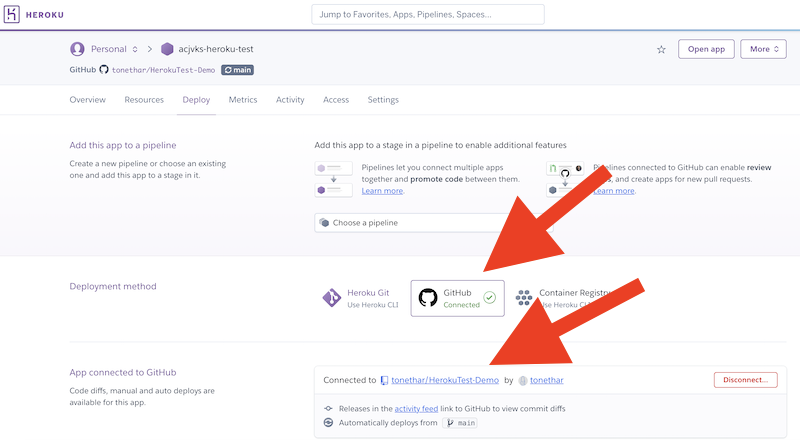 HEROKU
Jump to Favorites, Apps, Pipelines, Spaces...
Personal
acjvks-heroku-test
Open app
More
GitHub tonethar/HerokuTest-Demo main
Overview Resources Deploy Metrics Activity Access Settings
Add this app to a pipeline
Create a new pipeline or choose an existing
one and add this app to a stage in it.
Add this app to a stage in a pipeline to enable additional features
Pipelines let you connect multiple apps
together and promote code between them.
Learn more.
Pipelines connected to GitHub can enable review
, and create apps for new pull requests.
Learn more.
Choose a pipeline
Deployment method
Heroku Git
Use Heroku CLI
GitHub
Connected
Container Registry
Use Heroku CLI
App connected to GitHub
Code diffs, manual and auto deploys are
available for this app.
Connected to tonethar/HerokuTest-Demo by tonethar
Disconnect...
Releases in the activity feed link to GitHub to view commit diffs
Automatically deploys from main